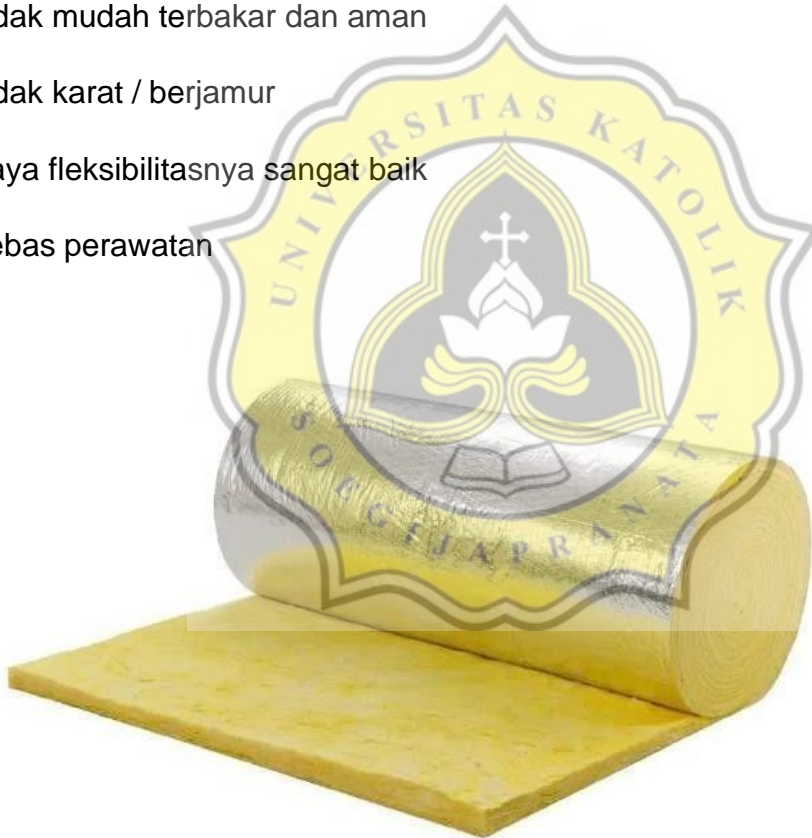 dak mudah terbakar dan aman
dak karat / berjamur
aya fleksibilitasnya sangat baik
ebas perawatan
UNIVERSITAS KATOLIK
SOEGIJAPRANATA